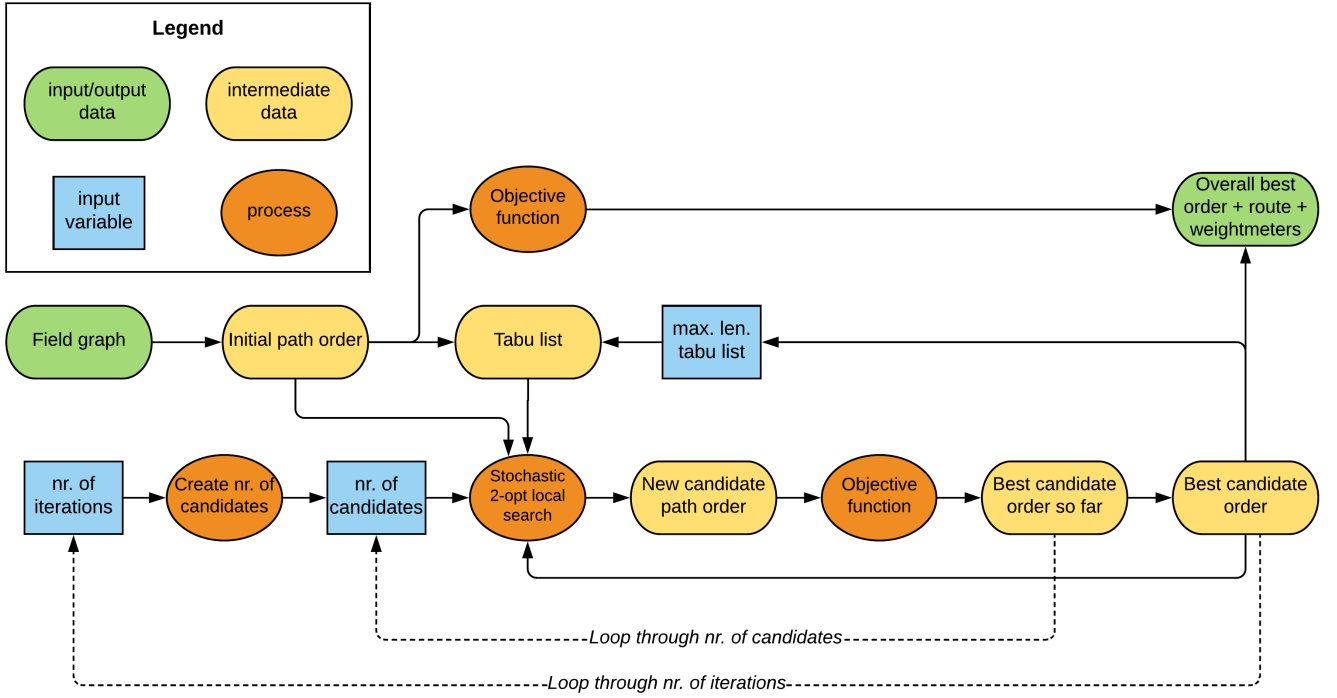 Legend
input/output
data
intermediate
data
input
variable
process
Objective
function
Overall best
order + route +
weightmeters
Field graph
Initial path order
Tabu list
max. len.
tabu list
nr. of
iterations
Create nr. of
candidates
nr. of
candidates
Stochastic
2-opt local
search
New candidate
path order
Objective
function
Best candidate
order so far
Best candidate
order
Loop through nr. of candidates
Loop through nr. of iterations